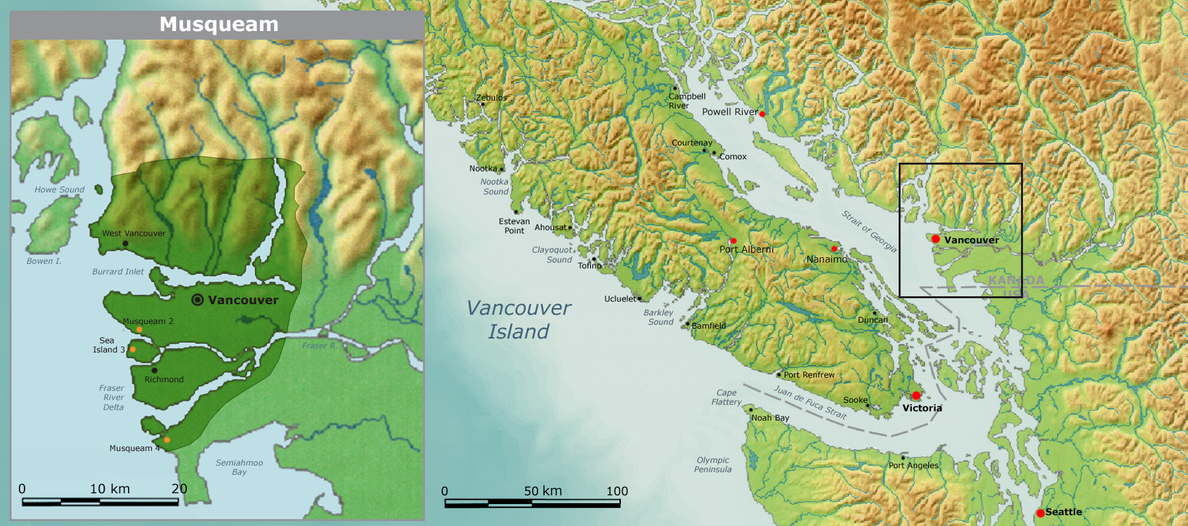 Musqueam
Howe Sound
West Vancouver
Bowen I.
Burrard Inlet
Vancouver
Musqueam 2
Sea
Island 3
Fraser R.
Richmond
Fraser
River
Delta
Musqueam 4
Semiahmoo
Bay
0 10 km 20
Zebulos
Campbell
River
Powell River
Courtenay
Comox
Nootka
Nootka
Sound
Estevan
Point
Ahousat
Strait of Georgia
Vancouver
Clayoquot
Sound
Tofino
Port Alberni
Nanaimo
KANADA
USA
Ucluelet
Vancouver
Island
Barkley
Sound
Bamfield
Duncan
Port Renfrew
Cape
Flattery
Juan de Fuca Strait
Sooke
Victoria
Noah Bay
Olympic
Peninsula
Port Angeles
0 50 km 100
Seattle